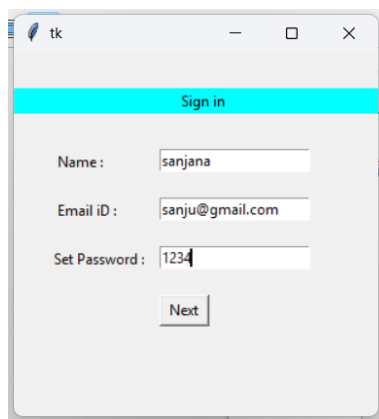 tk
Sign in
Name : sanjana
Email iD : sanju@gmail.com
Set Password : 1234
Next